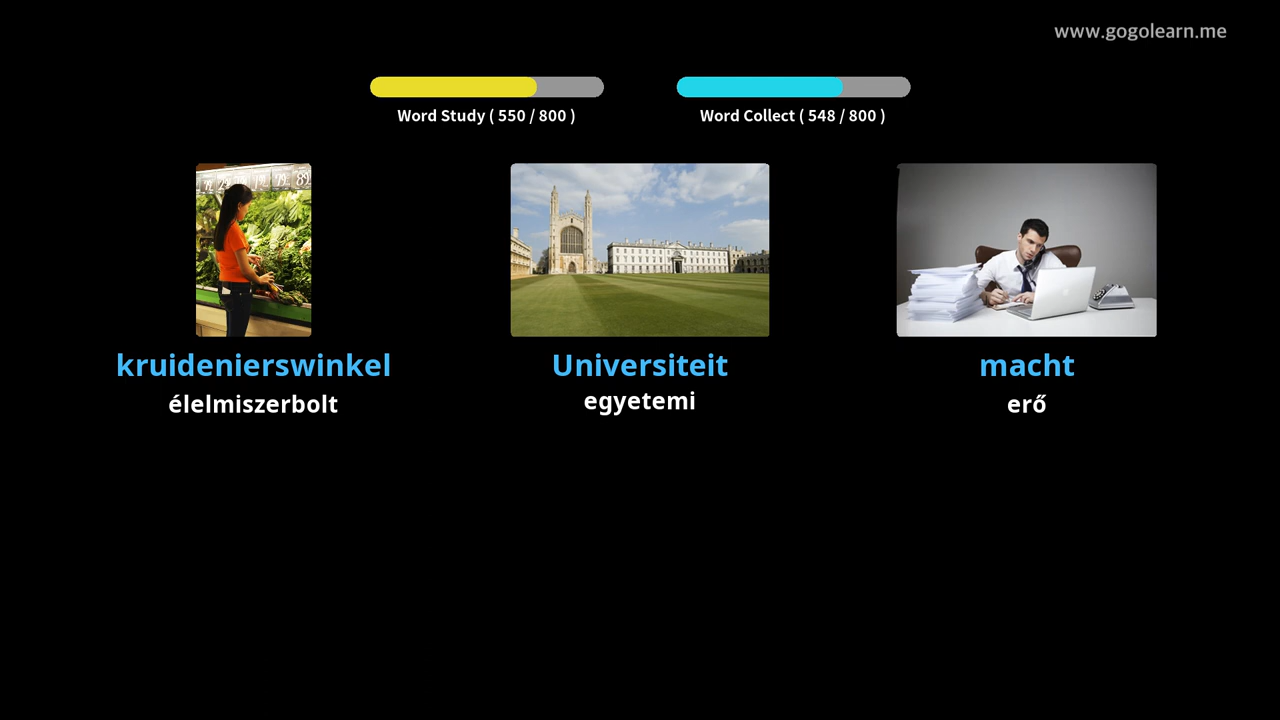 www.gogolearn.me
Word Study ( 550 / 800 )
Word Collect ( 548 / 800 )
kruidenierswinkel
élelmiszerbolt
Universiteit
egyetemi
macht
erő